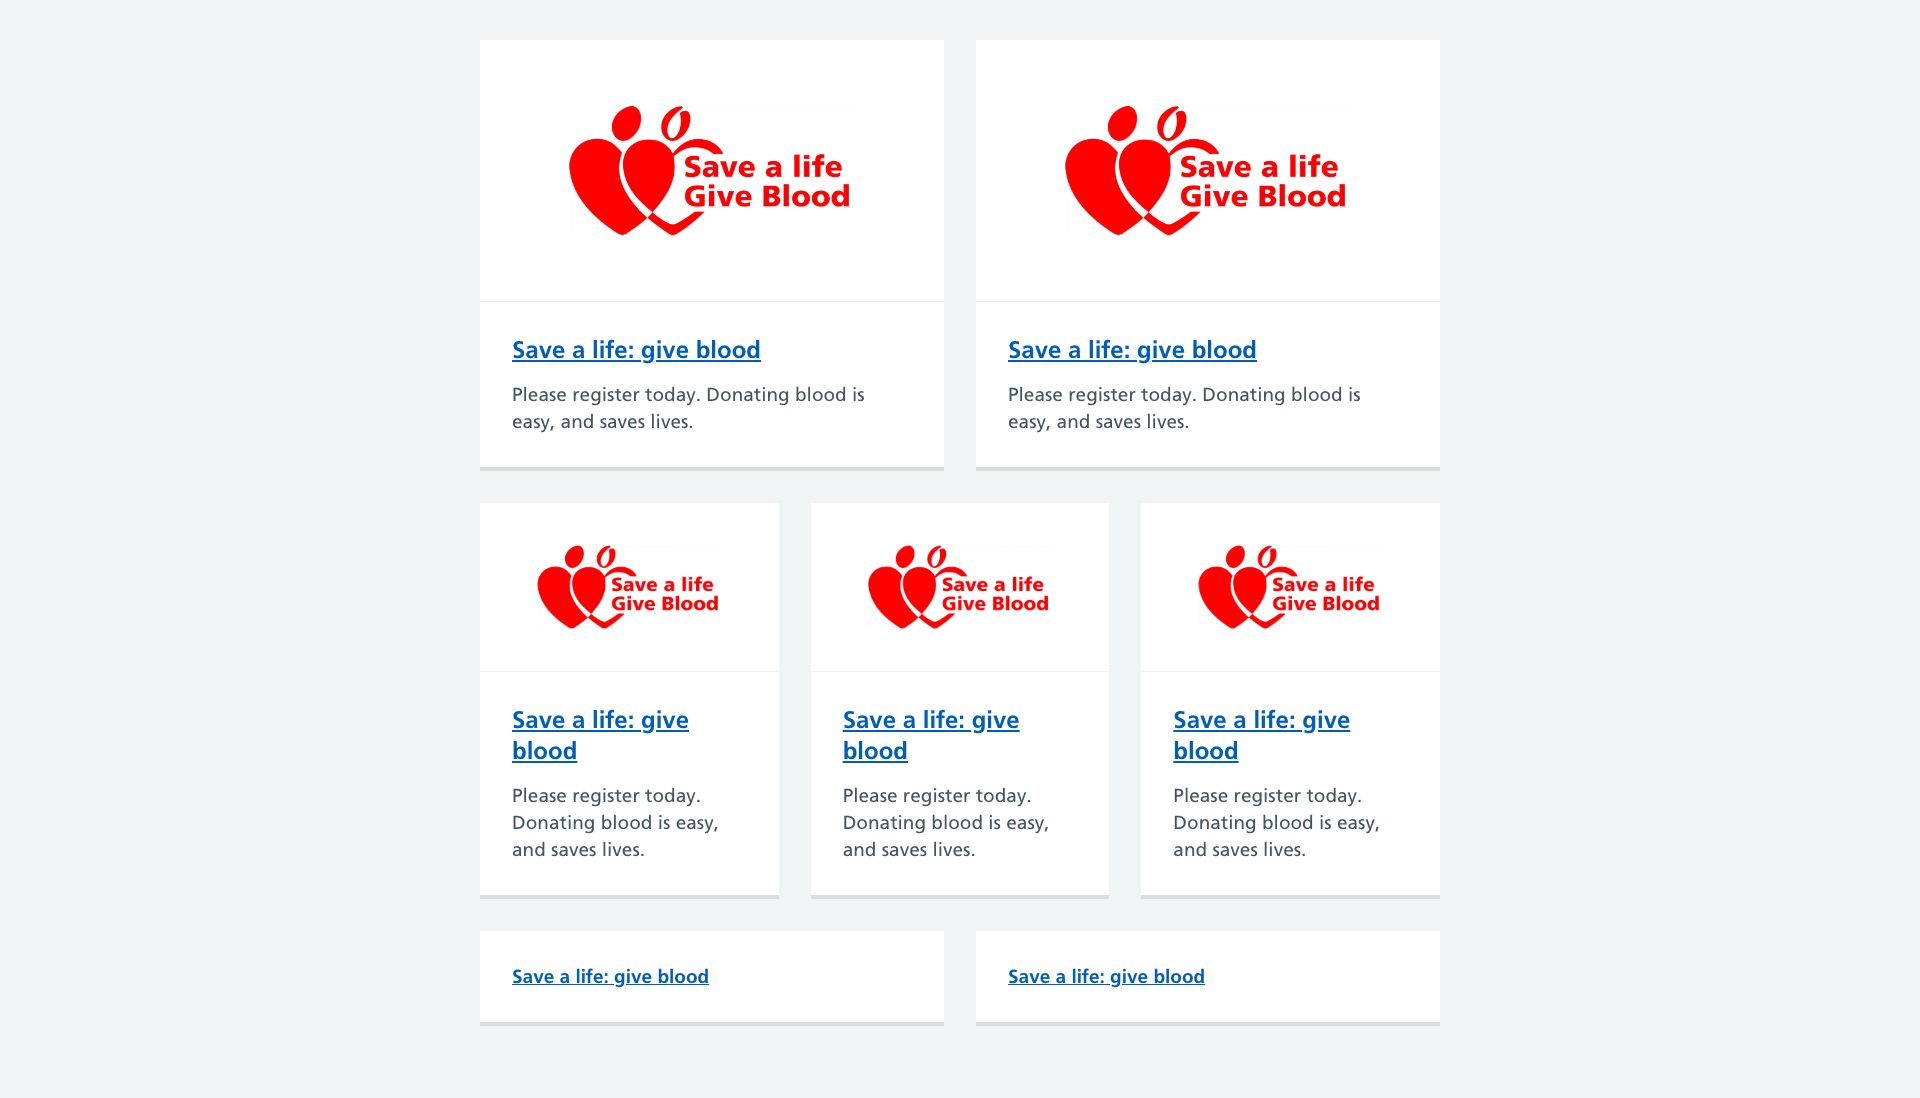 Save a life
Give Blood
Save a life: give blood
Please register today. Donating blood is
easy, and saves lives.
Save a life
Give Blood
Save a life: give blood
Please register today. Donating blood is
easy, and saves lives.
Save a life
Give Blood
Save a life: give
blood
Please register today.
Donating blood is easy,
and saves lives.
Save a life
Give Blood
Save a life: give
blood
Please register today.
Donating blood is easy,
and saves lives.
Save a life
Give Blood
Save a life: give
blood
Please register today.
Donating blood is easy,
and saves lives.
Save a life: give blood
Save a life: give blood